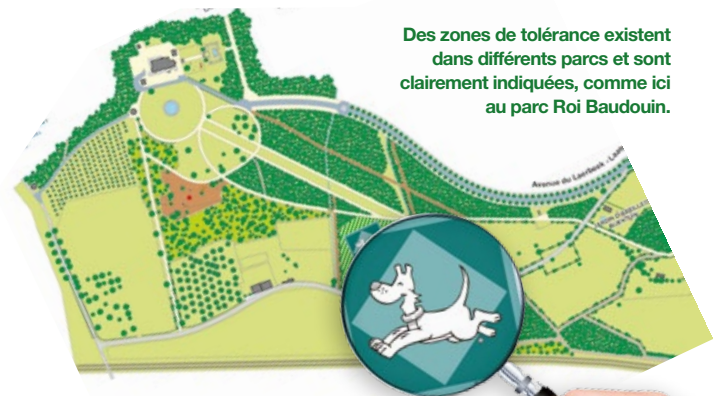 Des zones de tolérance existent
dans différents parcs et sont
clairement indiquées, comme ici
au parc Roi Baudouin.
Avenue du Laerbeek - Laar